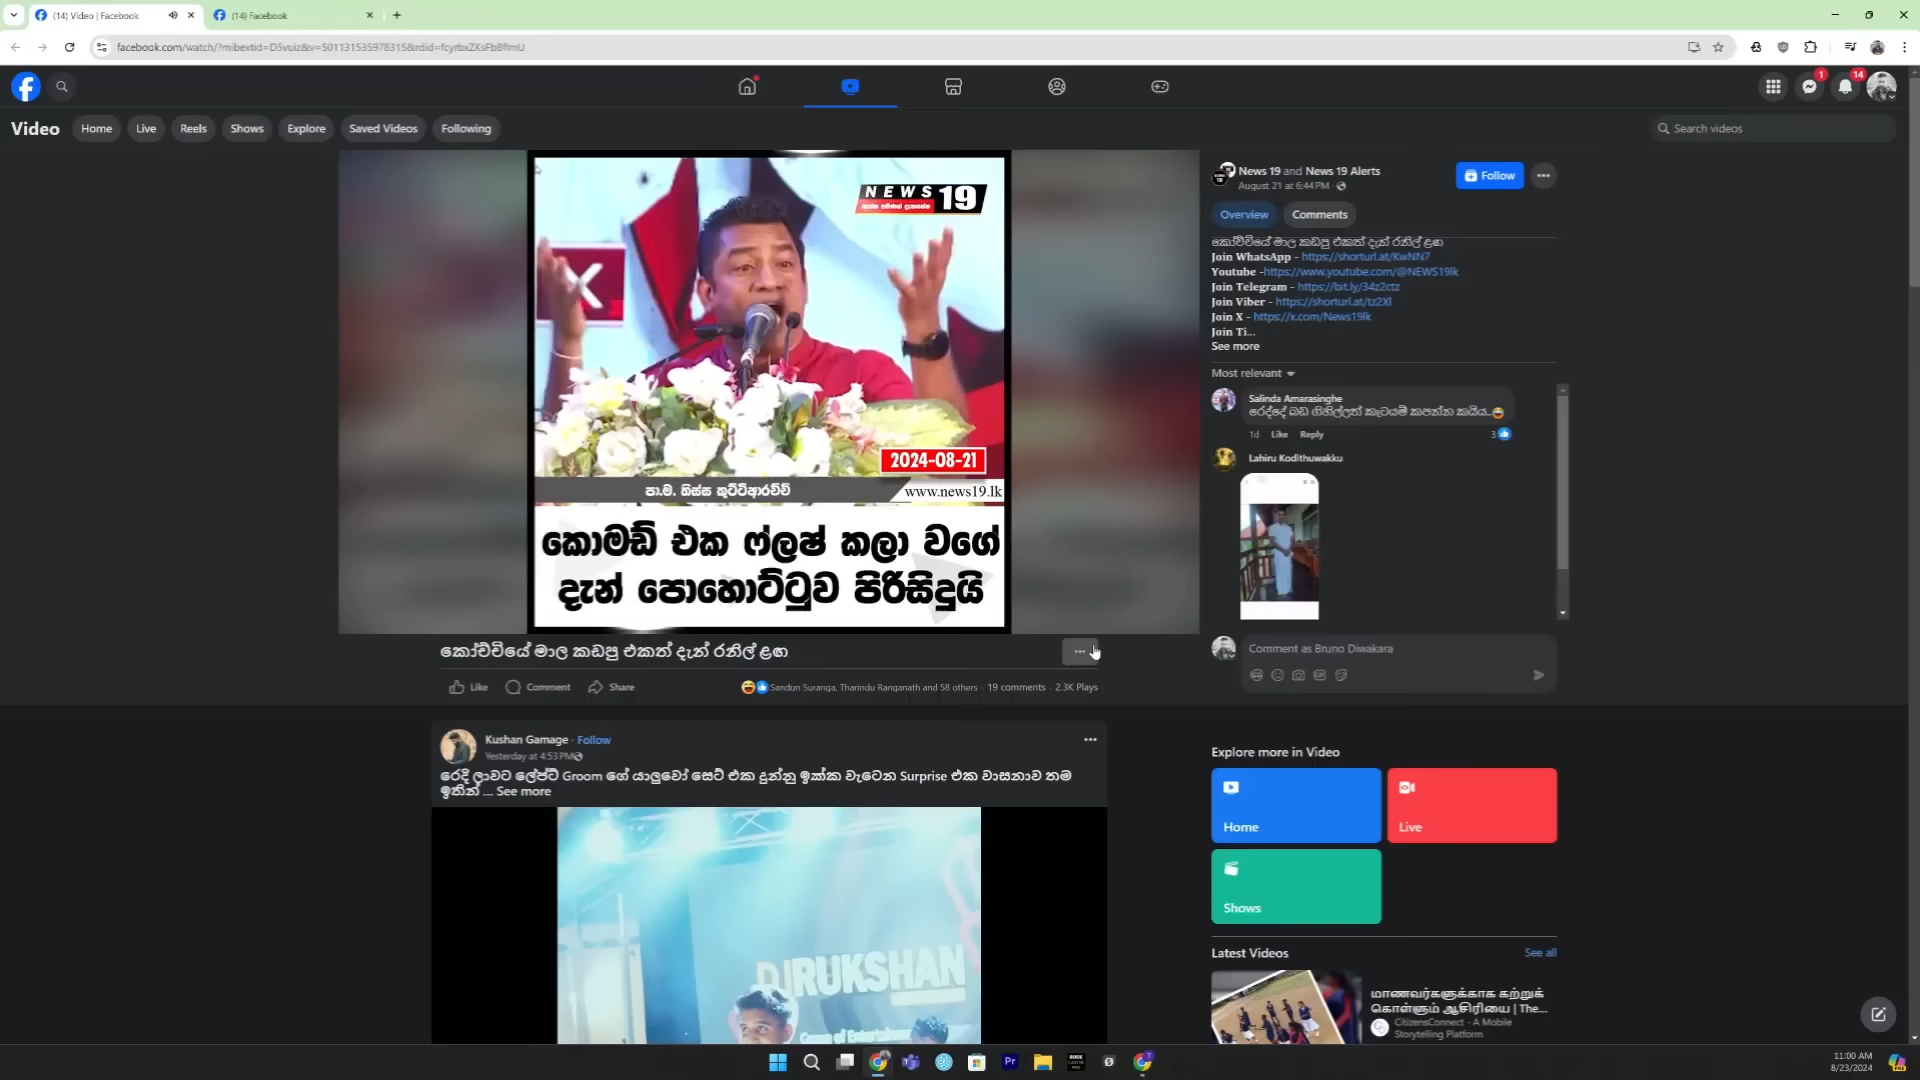 (14) Video | Facebook
(14) Facebook
facebook.com/watch/?mibextid=D5vuiz&v=501131535978315&rdid=fcyrbxZKsFbBflmU
1
14
Video
Home
Live
Reels
Shows
Explore
Saved Videos
Following
Search videos
NEWS 19
2024-08-21
පා.ම. තිස්ස කුට්ටිආරච්චි
www.news19.lk
කොමඩ් එක ෆ්ලෂ් කලා වගේ
දැන් පොහොට්ටුව පිරිසිදුයි
News 19 and News 19 Alerts
August 21 at 6:44 PM
Follow
Overview
Comments
කෝච්චියේ මාල කඩපු එකත් දැන් රනිල් ළඟ
Join WhatsApp - https://shorturl.at/KwNN7
Youtube -https://www.youtube.com/@NEWS19lk
Join Telegram - https://bit.ly/34z2ctz
Join Viber - https://shorturl.at/tz2Xl
Join X - https://x.com/News19lk
Join Ti...
See more
Most relevant
Salinda Amarasinghe
රෙද්දේ බඩ ගිහිල්ලත් කැටයම් කපන්න කයිය..
1d Like Reply 3
Lahiru Kodithuwakku
Comment as Bruno Diwakara
කෝච්චියේ මාල කඩපු එකත් දැන් රනිල් ළඟ
Like Comment Share
Sandun Suranga, Tharindu Ranganath and 58 others · 19 comments · 2.3K Plays
Kushan Gamage · Follow
Yesterday at 4:53 PM
රෙදි ලාවට ලේප්ට් Groom ගේ යාලුවෝ සෙට් එක දුන්නු ඉක්ක වැටෙන Surprise එක වාසනාව තම
ඉතින් ... See more
DJ RUKSHAN
Explore more in Video
Home
Live
Shows
Latest Videos
See all
மாணவர்களுக்காக கற்றுக்
கொள்ளும் ஆசிரியை | The...
CitizensConnect - A Mobile
Storytelling Platform
Pr
11:00 AM
8/23/2024